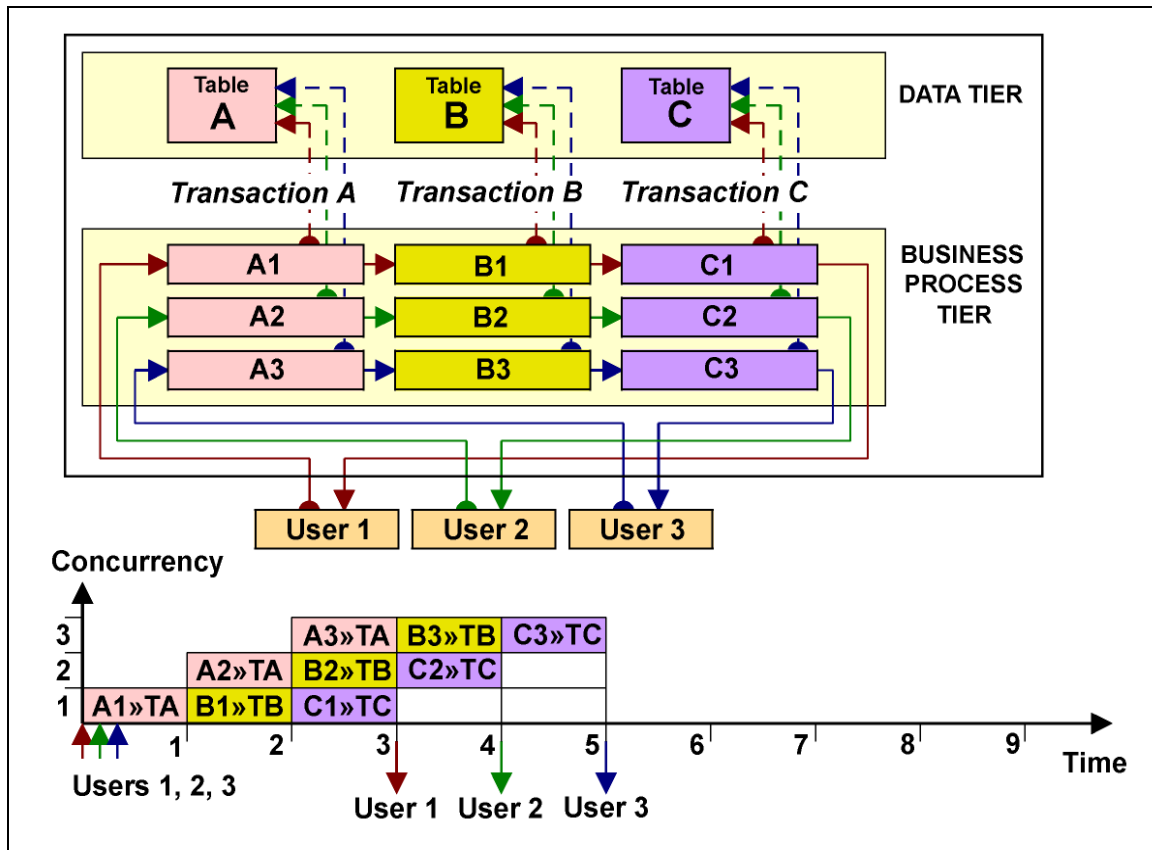 Table
A
Table
B
Table
C
DATA TIER
Transaction A
Transaction B
Transaction C
A1
B1
C1
A2
B2
C2
A3
B3
C3
BUSINESS
PROCESS
TIER
User 1
User 2
User 3
Concurrency
3
A3»TA
B3»TB
C3»TC
2
A2»TA
B2»TB
C2»TC
1
A1»TA
B1»TB
C1»TC
1
2
3
4
5
6
7
8
9
Time
Users 1, 2, 3
User 1
User 2
User 3